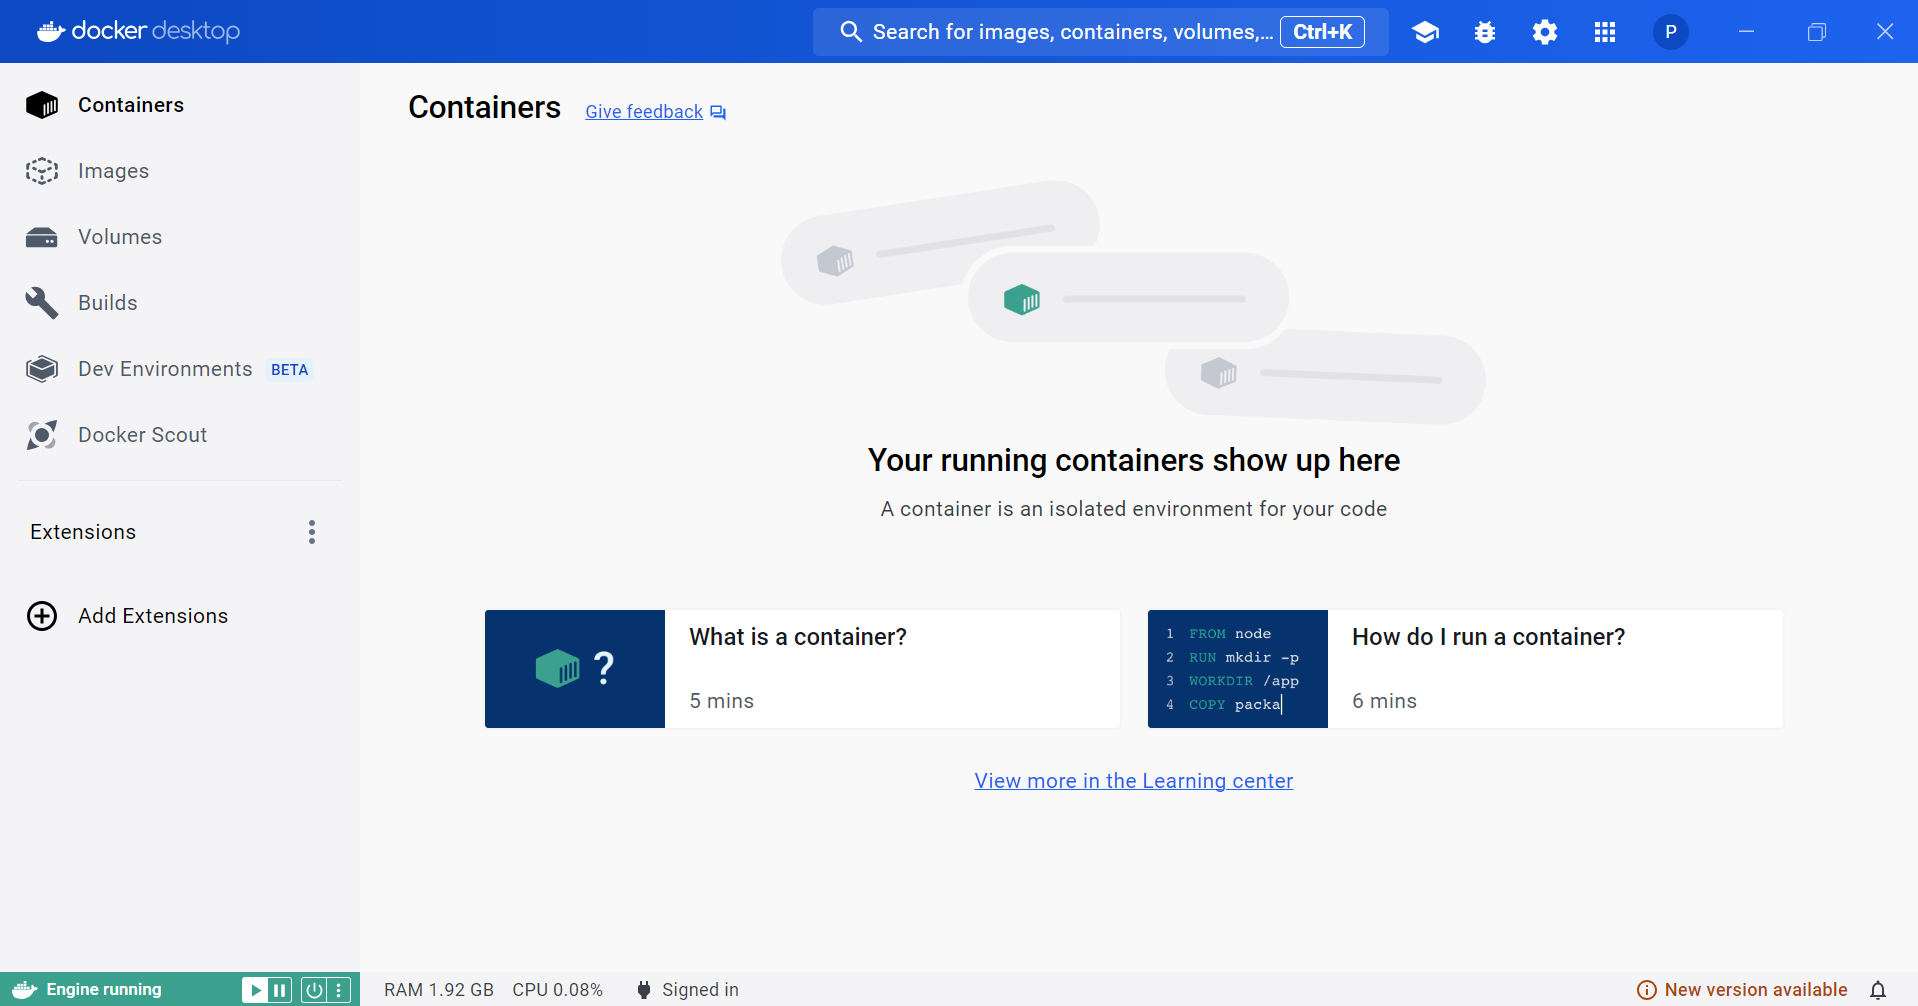 docker desktop
Search for images, containers, volumes,... Ctrl+K
P
Containers
Images
Volumes
Builds
Dev Environments BETA
Docker Scout
Extensions
Add Extensions
Containers Give feedback
Your running containers show up here
A container is an isolated environment for your code
?
What is a container?
5 mins
1 FROM node
2 RUN mkdir -p
3 WORKDIR /app
4 COPY packa
How do I run a container?
6 mins
View more in the Learning center
Engine running
RAM 1.92 GB CPU 0.08% Signed in
New version available